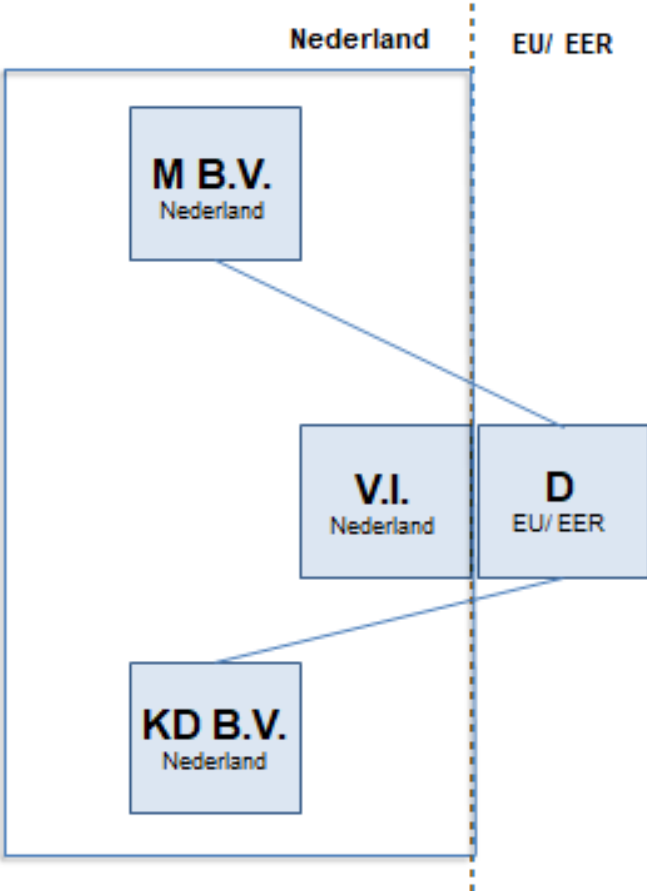 Nederland
EU/ EER
M B.V.
Nederland
V.I.
Nederland
D
EU/ EER
KD B.V.
Nederland